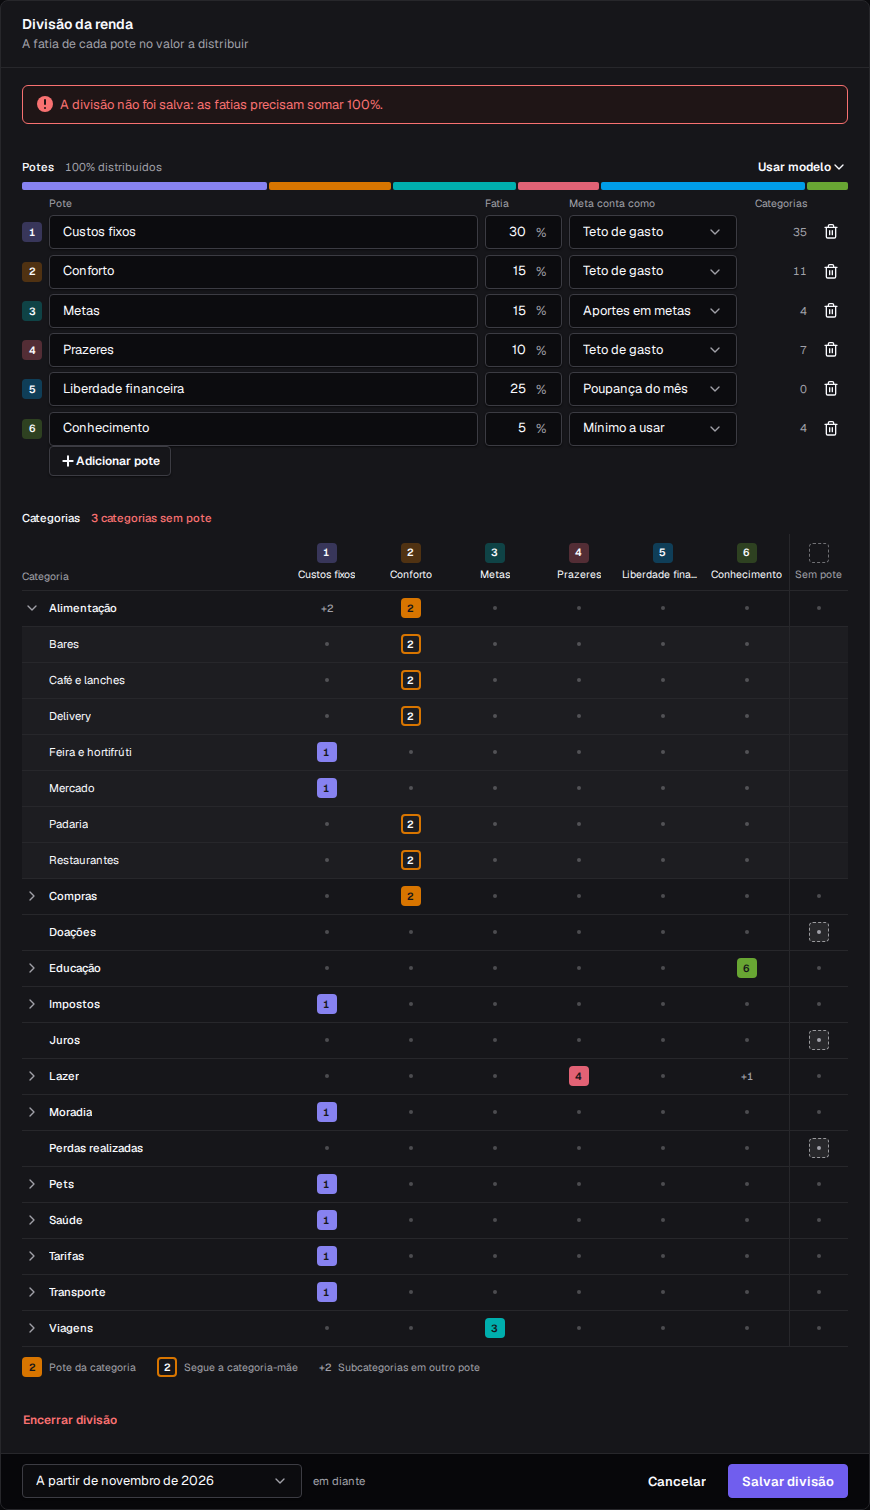 Divisão da renda
A fatia de cada pote no valor a distribuir
A divisão não foi salva: as fatias precisam somar 100%.
Potes 100% distribuídos Usar modelo
Pote Fatia Meta conta como Categorias
1 Custos fixos 30 % Teto de gasto 35
2 Conforto 15 % Teto de gasto 11
3 Metas 15 % Aportes em metas 4
4 Prazeres 10 % Teto de gasto 7
5 Liberdade financeira 25 % Poupança do mês 0
6 Conhecimento 5 % Mínimo a usar 4
Adicionar pote
Categorias 3 categorias sem pote
1 2 3 4 5 6
Categoria Custos fixos Conforto Metas Prazeres Liberdade fina... Conhecimento Sem pote
Alimentação +2 2
Bares 2
Café e lanches 2
Delivery 2
Feira e hortifrúti 1
Mercado 1
Padaria 2
Restaurantes 2
Compras 2
Doações
Educação 6
Impostos 1
Juros
Lazer 4 +1
Moradia 1
Perdas realizadas
Pets 1
Saúde 1
Tarifas 1
Transporte 1
Viagens 3
2 Pote da categoria 2 Segue a categoria-mãe +2 Subcategorias em outro pote
Encerrar divisão
A partir de novembro de 2026 em diante Cancelar Salvar divisão